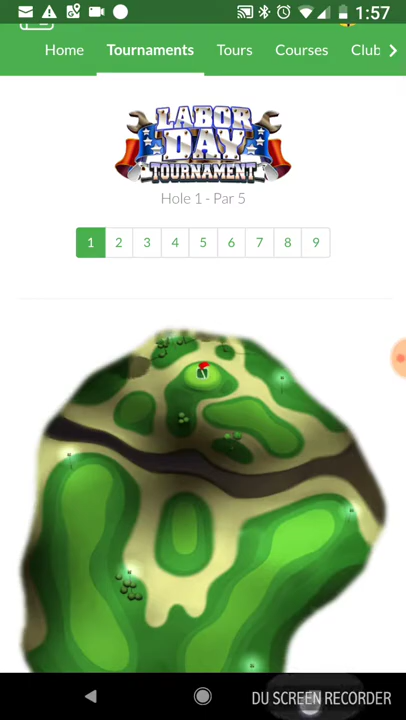 1:57
Home Tournaments Tours Courses Club
LABOR
DAY
TOURNAMENT
Hole 1 - Par 5
1 2 3 4 5 6 7 8 9
DU SCREEN RECORDER